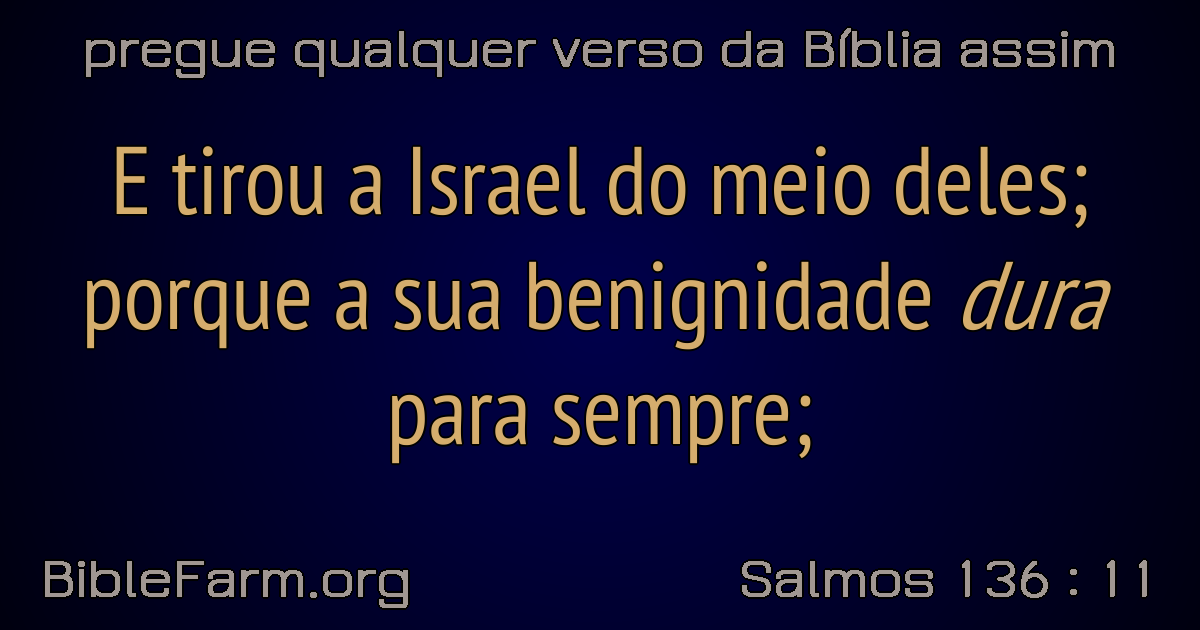 pregue qualquer verso da Bíblia assim
E tirou a Israel do meio deles;
porque a sua benignidade dura
para sempre;
BibleFarm.org
Salmos 136 : 11